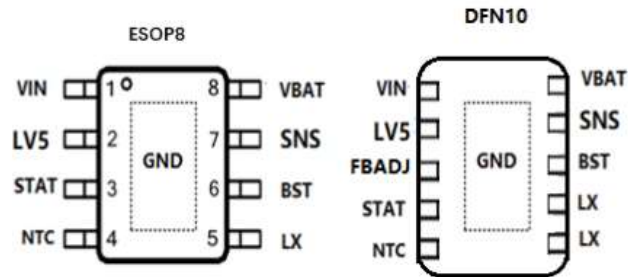 ESOP8
VIN 1 8 VBAT
LV5 2 7 SNS
GND
STAT 3 6 BST
NTC 4 5 LX
DFN10
VIN VBAT
LV5 SNS
FBADJ GND BST
STAT LX
NTC LX